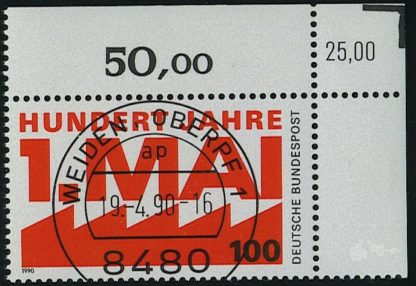 50,00
25,00
HUNDERT JAHRE
1. MAI
DEUTSCHE BUNDESPOST
100
1990
WEIDEN, OBERPF 1
ap
19.-4.90-16
8480